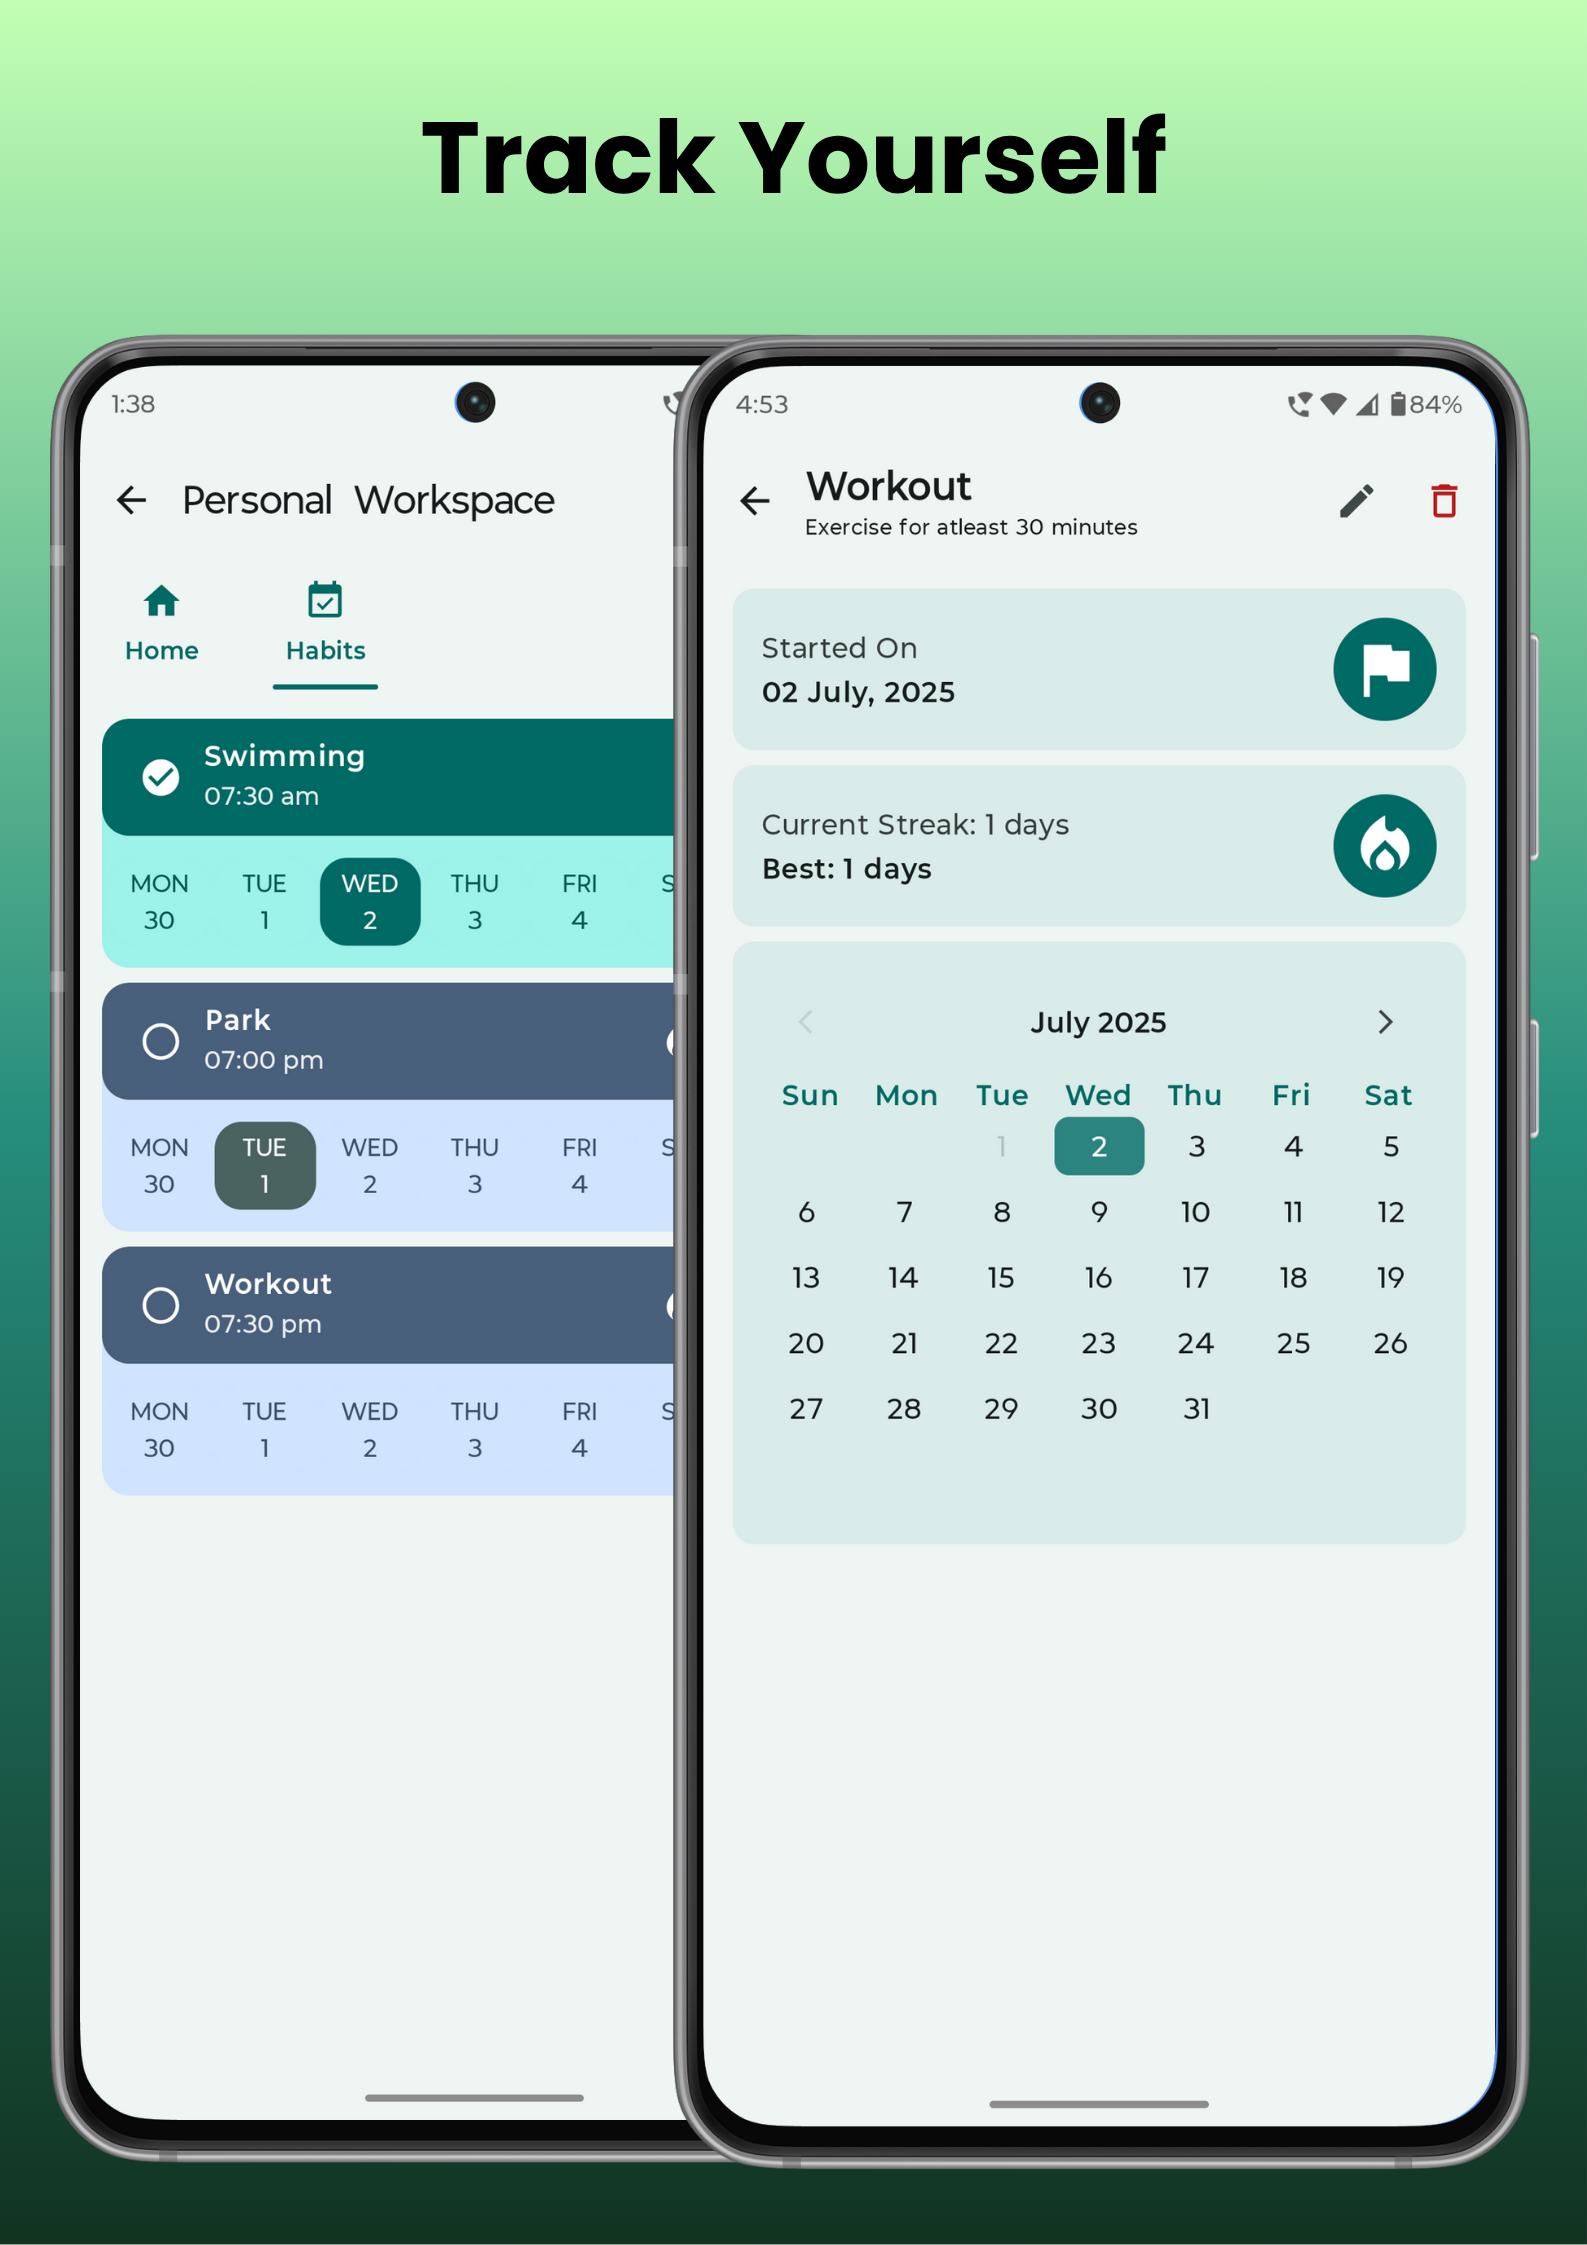 Track Yourself
1:38
Personal Workspace
Home Habits
Swimming
07:30 am
MON TUE WED THU FRI S
30 1 2 3 4
Park
07:00 pm
MON TUE WED THU FRI S
30 1 2 3 4
Workout
07:30 pm
MON TUE WED THU FRI S
30 1 2 3 4
4:53 84%
Workout
Exercise for atleast 30 minutes
Started On
02 July, 2025
Current Streak: 1 days
Best: 1 days
July 2025
Sun Mon Tue Wed Thu Fri Sat
1 2 3 4 5
6 7 8 9 10 11 12
13 14 15 16 17 18 19
20 21 22 23 24 25 26
27 28 29 30 31